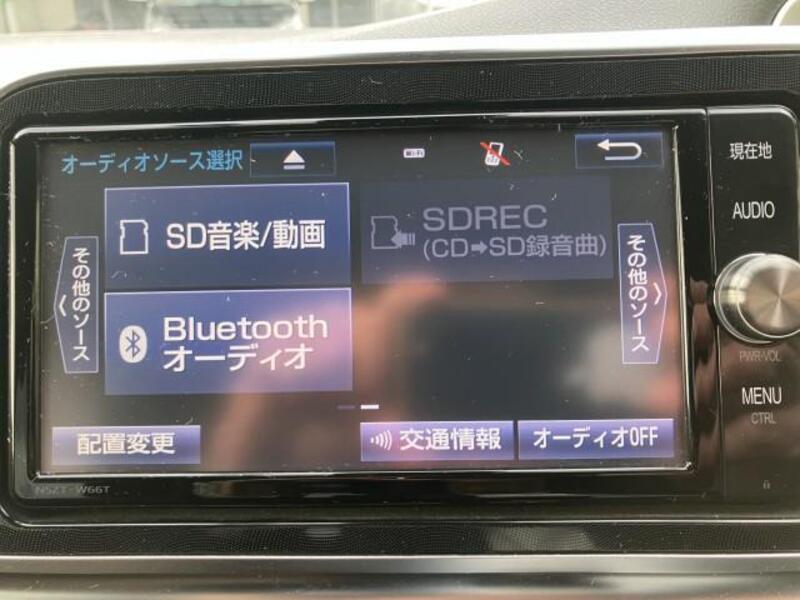 オーディオソース選択
Wi-Fi
現在地
SD音楽/動画
SDREC
(CD➡SD録音曲)
AUDIO
その他のソース
その他のソース
Bluetooth
オーディオ
PWR·VOL
MENU
CTRL
配置変更
交通情報
オーディオOFF
NSZT-W66T